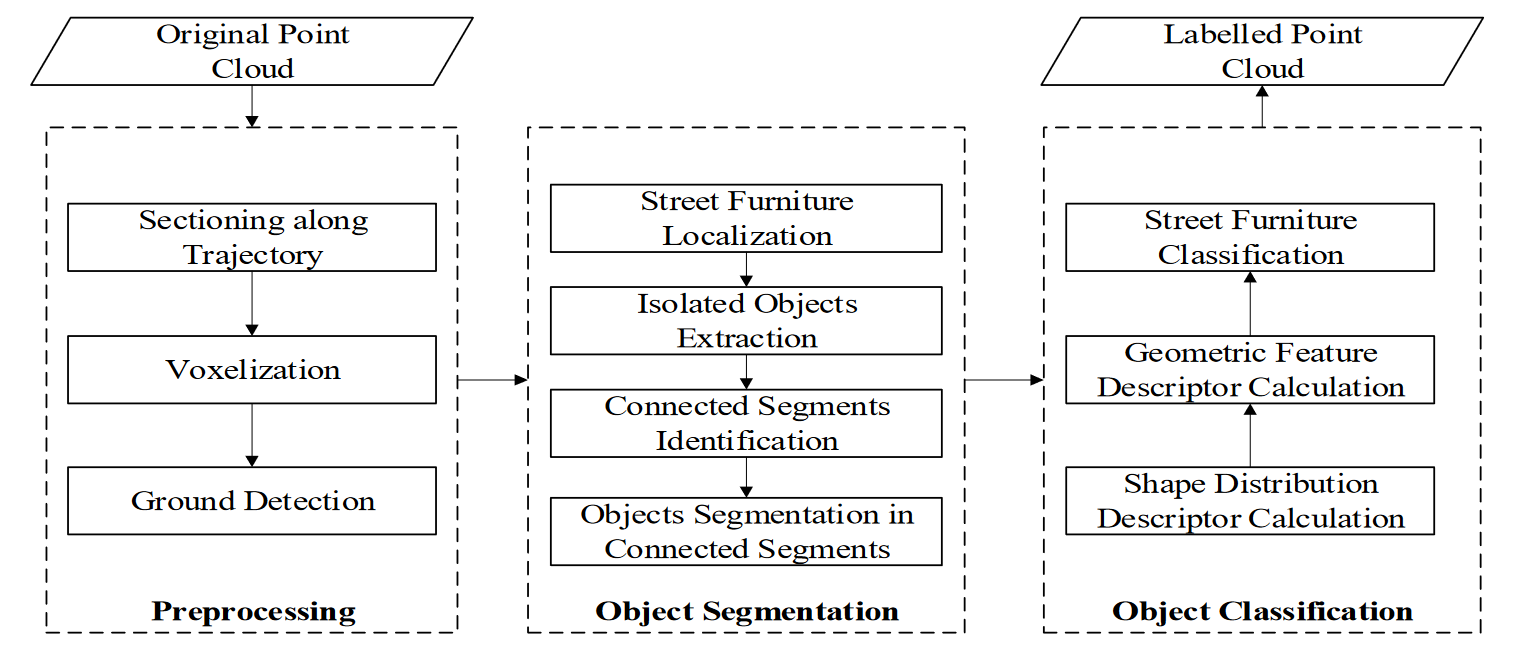 Original Point
Cloud
Sectioning along
Trajectory
Voxelization
Ground Detection
Preprocessing
Street Furniture
Localization
Isolated Objects
Extraction
Connected Segments
Identification
Objects Segmentation in
Connected Segments
Object Segmentation
Labelled Point
Cloud
Street Furniture
Classification
Geometric Feature
Descriptor Calculation
Shape Distribution
Descriptor Calculation
Object Classification